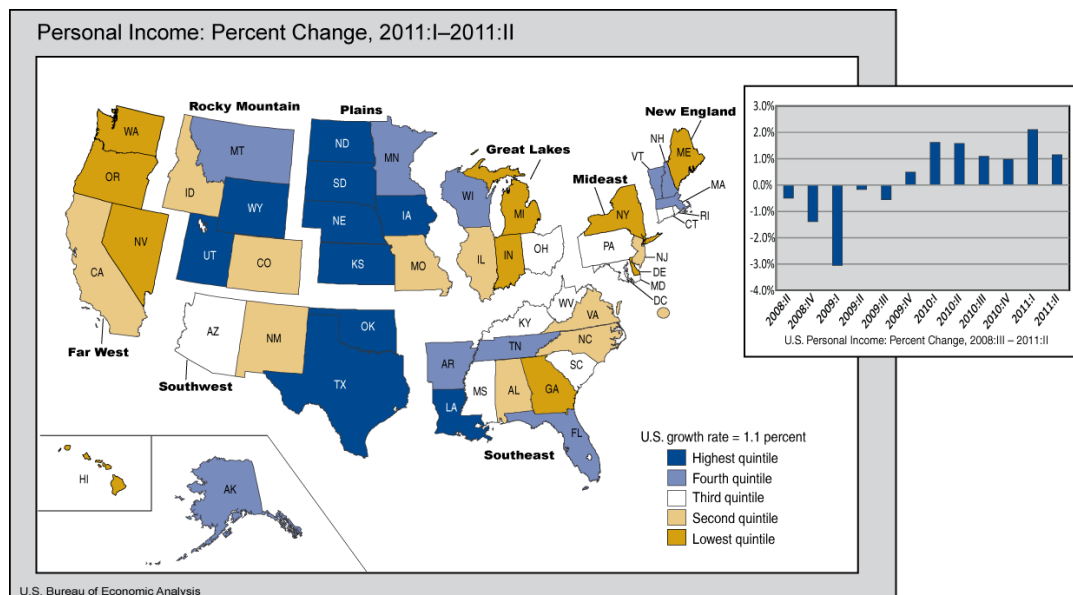 Personal Income: Percent Change, 2011:I–2011:II
Rocky Mountain
Plains
New England
Great Lakes
Mideast
Far West
Southwest
Southeast
WA
OR
CA
NV
ID
MT
WY
UT
CO
AZ
NM
ND
SD
NE
KS
OK
TX
MN
IA
MO
AR
LA
WI
IL
MI
IN
OH
KY
TN
MS
AL
GA
FL
SC
NC
VA
WV
PA
NY
VT
NH
ME
MA
RI
CT
NJ
DE
MD
DC
HI
AK
U.S. growth rate = 1.1 percent
Highest quintile
Fourth quintile
Third quintile
Second quintile
Lowest quintile
3.0%
2.0%
1.0%
0.0%
-1.0%
-2.0%
-3.0%
-4.0%
2008:II
2008:IV
2009:I
2009:II
2009:III
2009:IV
2010:I
2010:II
2010:III
2010:IV
2011:I
2011:II
U.S. Personal Income: Percent Change, 2008:III – 2011:II
U.S. Bureau of Economic Analysis